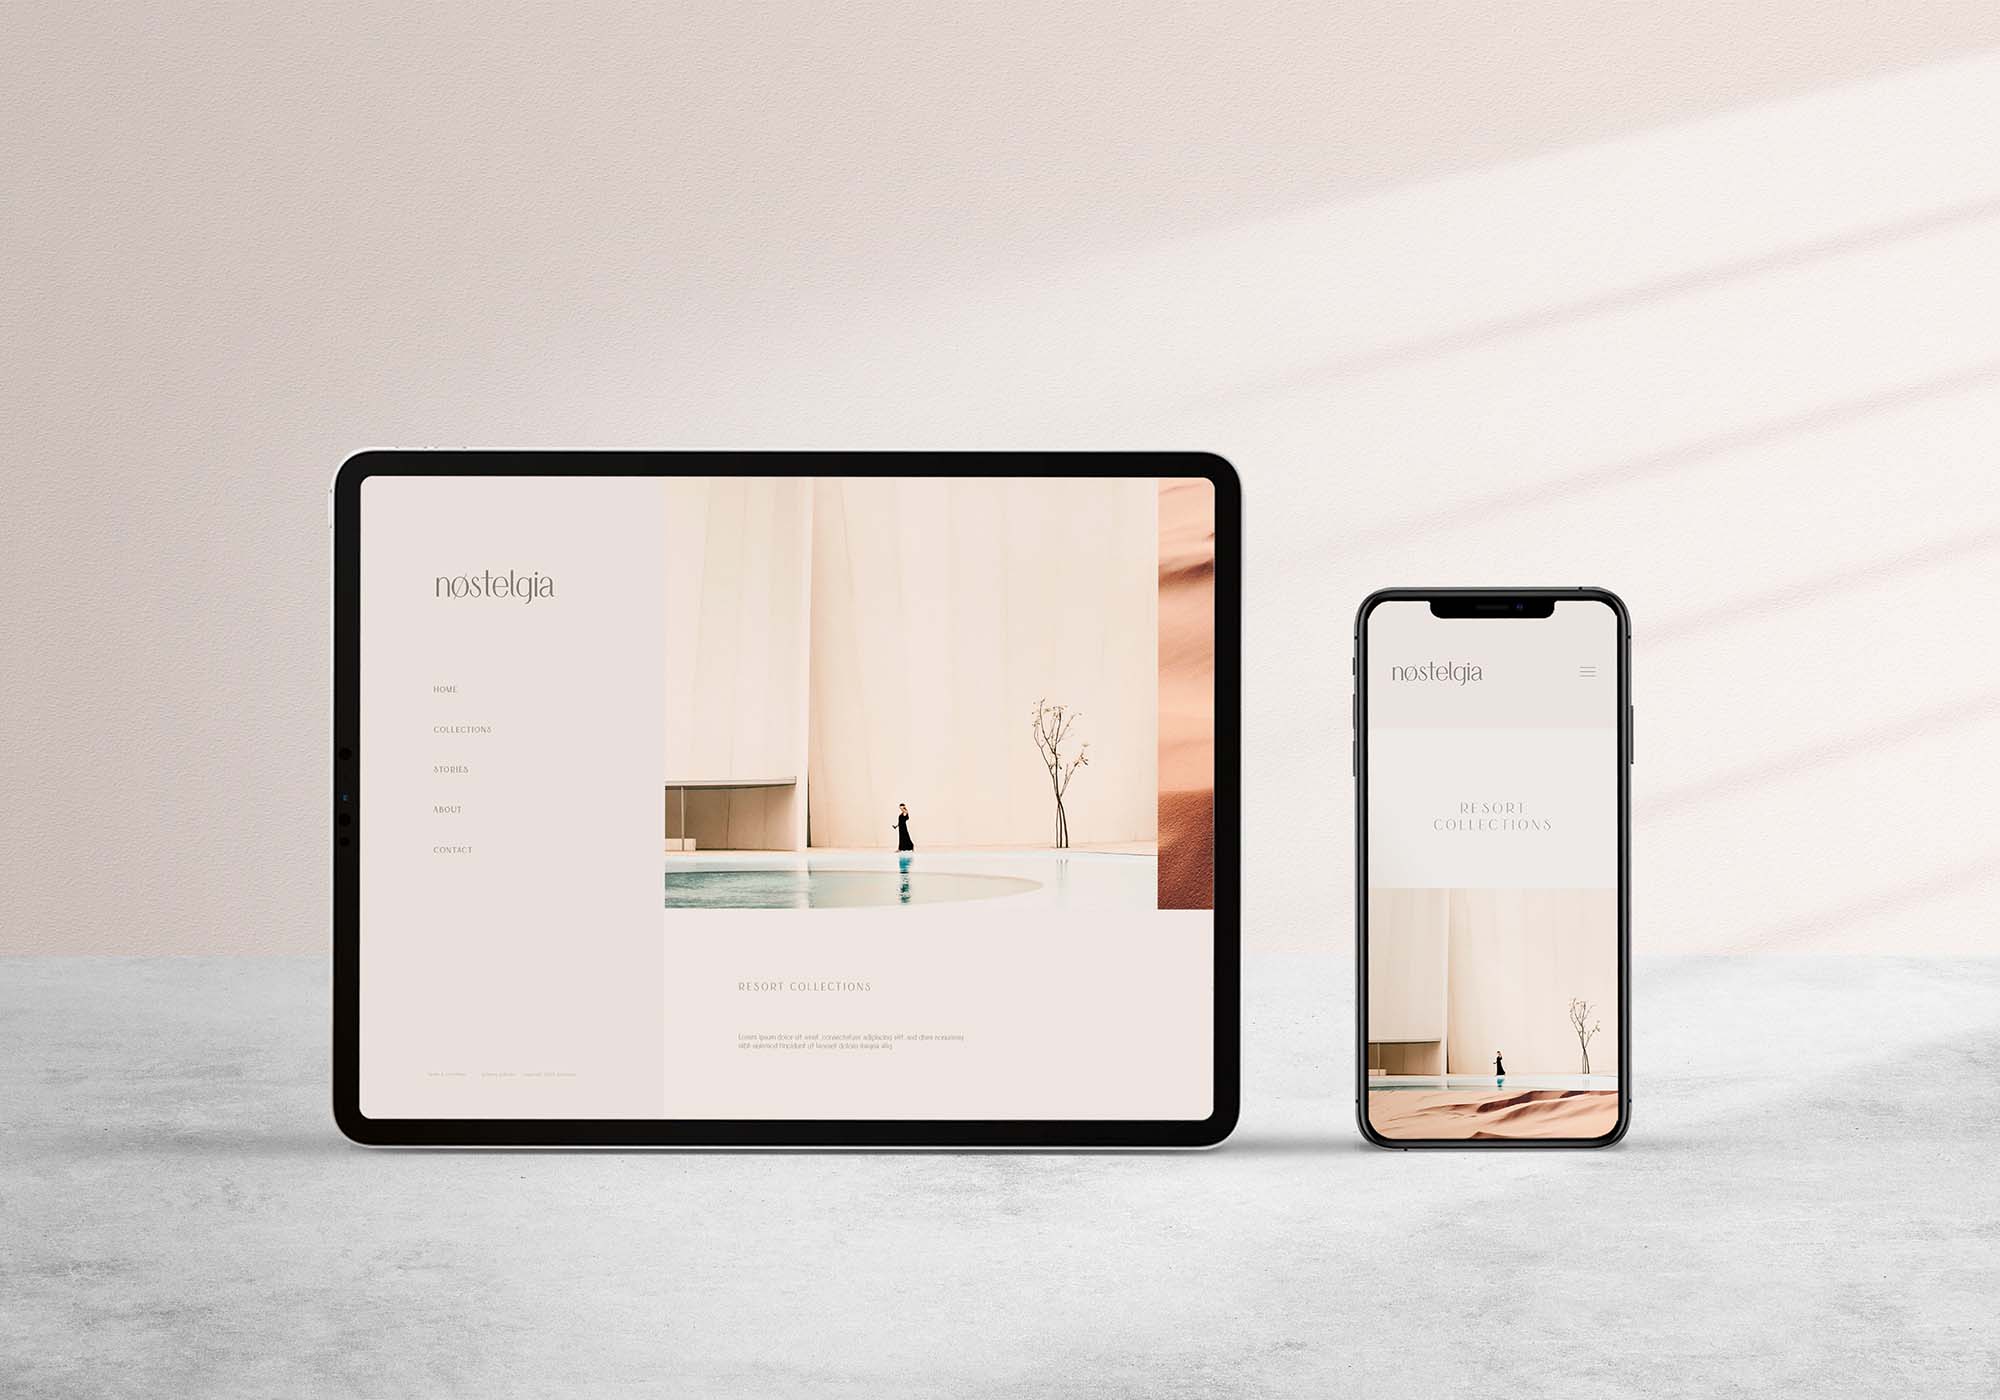 nøstelgia
HOME
COLLECTIONS
STORIES
ABOUT
CONTACT
RESORT COLLECTIONS
Lorem ipsum dolor sit amet, consectetuer adipiscing elit, sed diam nonummy
nibh euismod tincidunt ut laoreet dolore magna aliq.
nøstelgia
RESORT
COLLECTIONS